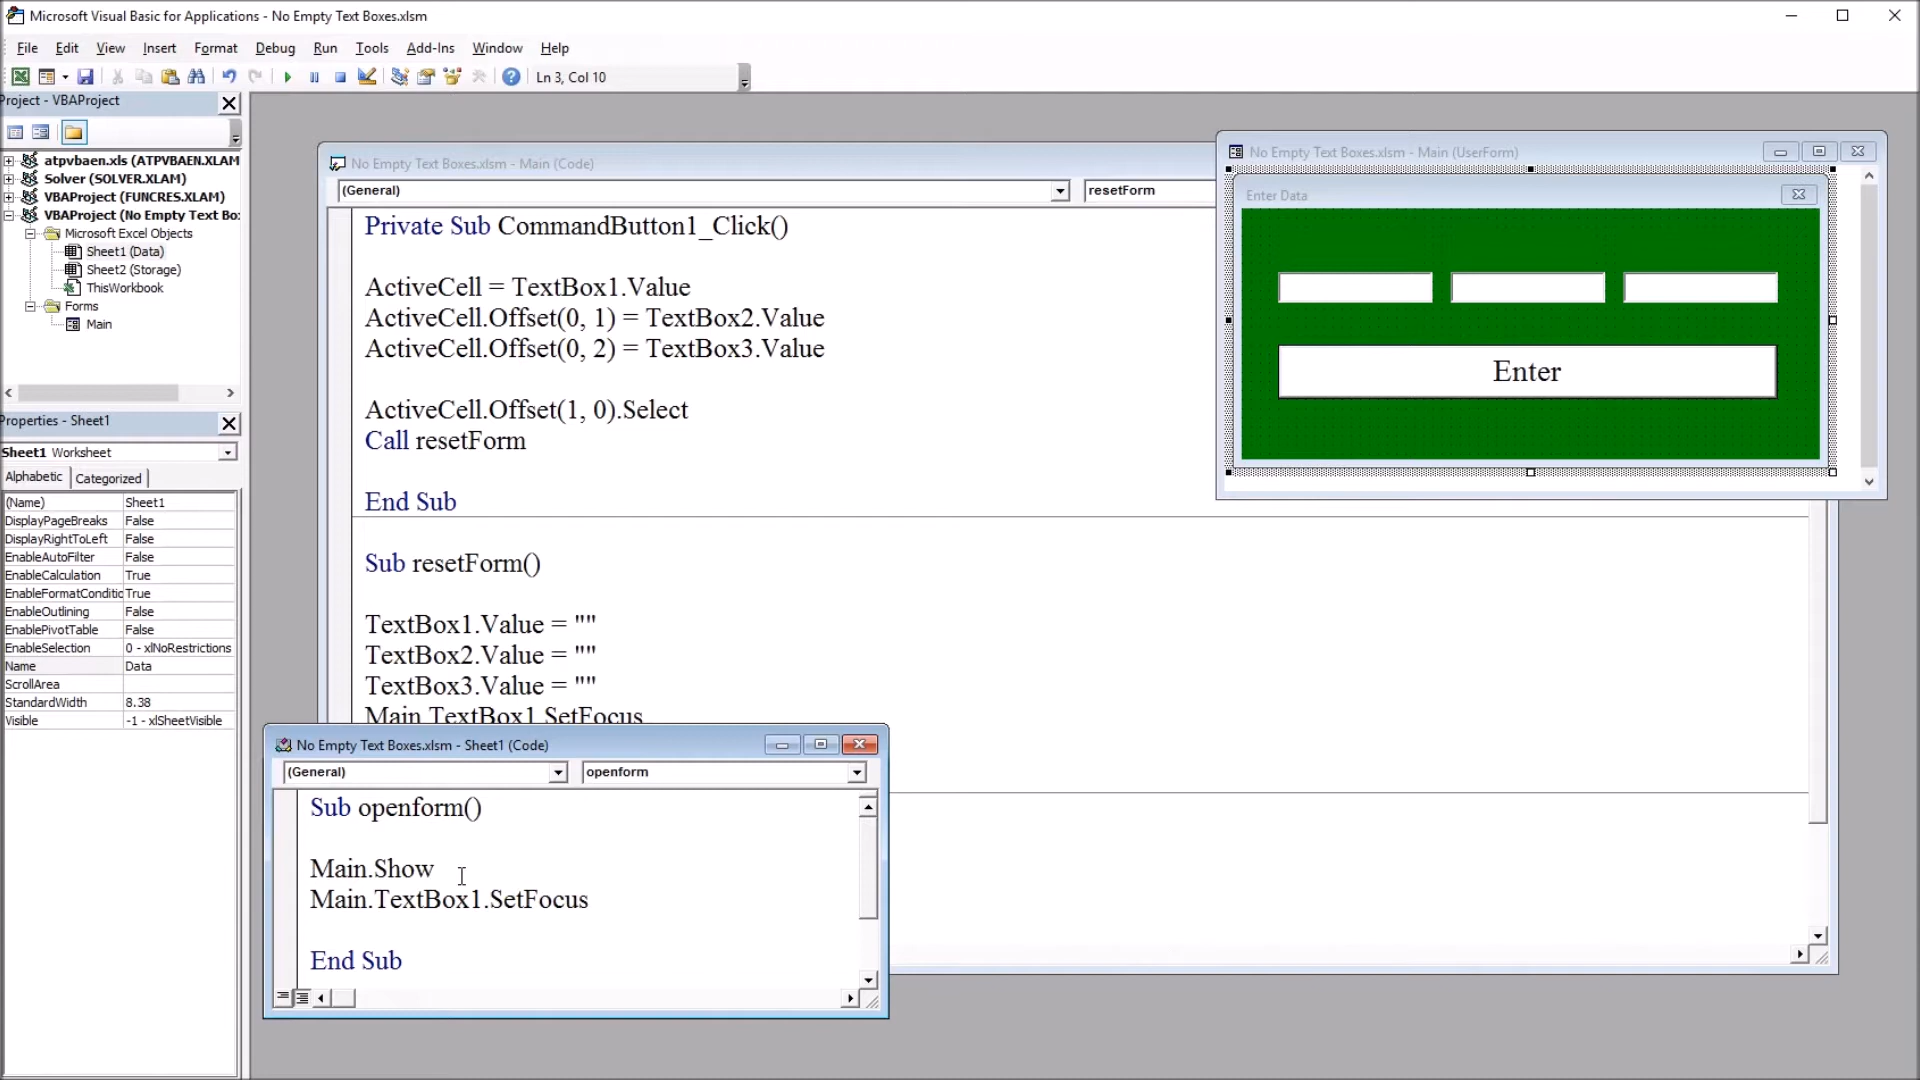 Microsoft Visual Basic for Applications - No Empty Text Boxes.xlsm
File Edit View Insert Format Debug Run Tools Add-Ins Window Help
Ln 3, Col 10
Project - VBAProject
atpvbaen.xls (ATPVBAEN.XLAM
Solver (SOLVER.XLAM)
VBAProject (FUNCRES.XLAM)
VBAProject (No Empty Text Bo
Microsoft Excel Objects
Sheet1 (Data)
Sheet2 (Storage)
ThisWorkbook
Forms
Main
Properties - Sheet1
Sheet1 Worksheet
Alphabetic Categorized
(Name) Sheet1
DisplayPageBreaks False
DisplayRightToLeft False
EnableAutoFilter False
EnableCalculation True
EnableFormatConditic True
EnableOutlining False
EnablePivotTable False
EnableSelection 0 - xlNoRestrictions
Name Data
ScrollArea
StandardWidth 8.38
Visible -1 - xlSheetVisible
No Empty Text Boxes.xlsm - Main (Code)
(General) resetForm
Private Sub CommandButton1_Click()
ActiveCell = TextBox1.Value
ActiveCell.Offset(0, 1) = TextBox2.Value
ActiveCell.Offset(0, 2) = TextBox3.Value
ActiveCell.Offset(1, 0).Select
Call resetForm
End Sub
Sub resetForm()
TextBox1.Value = ""
TextBox2.Value = ""
TextBox3.Value = ""
Main.TextBox1.SetFocus
No Empty Text Boxes.xlsm - Main (UserForm)
Enter Data
Enter
No Empty Text Boxes.xlsm - Sheet1 (Code)
(General) openform
Sub openform()
Main.Show
Main.TextBox1.SetFocus
End Sub